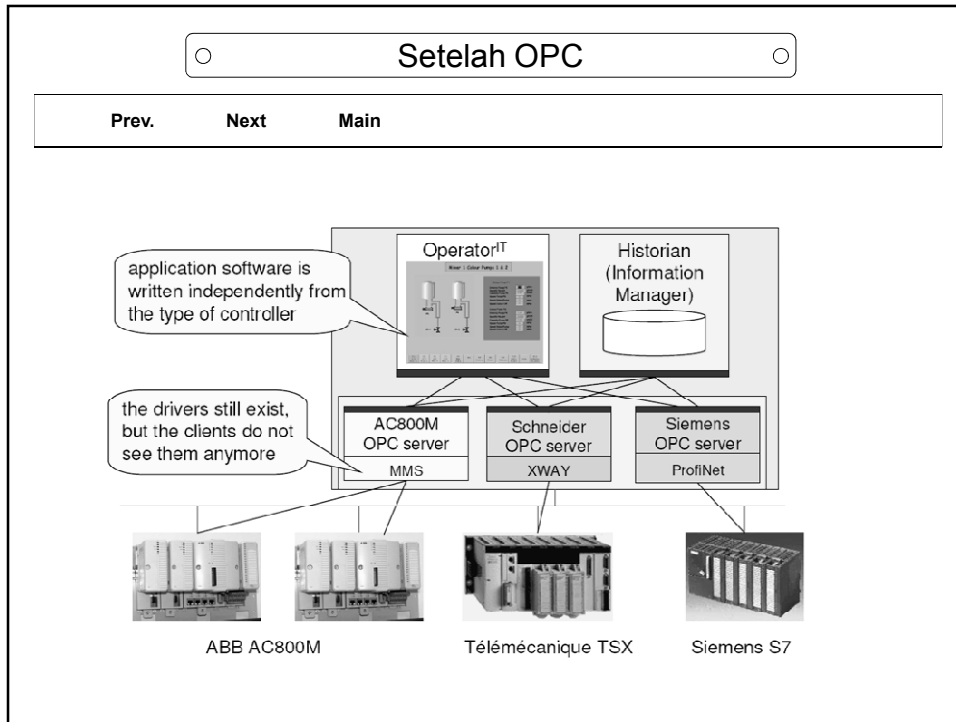 Setelah OPC
Prev. Next Main
Operator^IT
Historian
(Information
Manager)
application software is
written independently from
the type of controller
the drivers still exist,
but the clients do not
see them anymore
AC800M
OPC server
MMS
Schneider
OPC server
XWAY
Siemens
OPC server
ProfiNet
ABB AC800M
Télémécanique TSX
Siemens S7